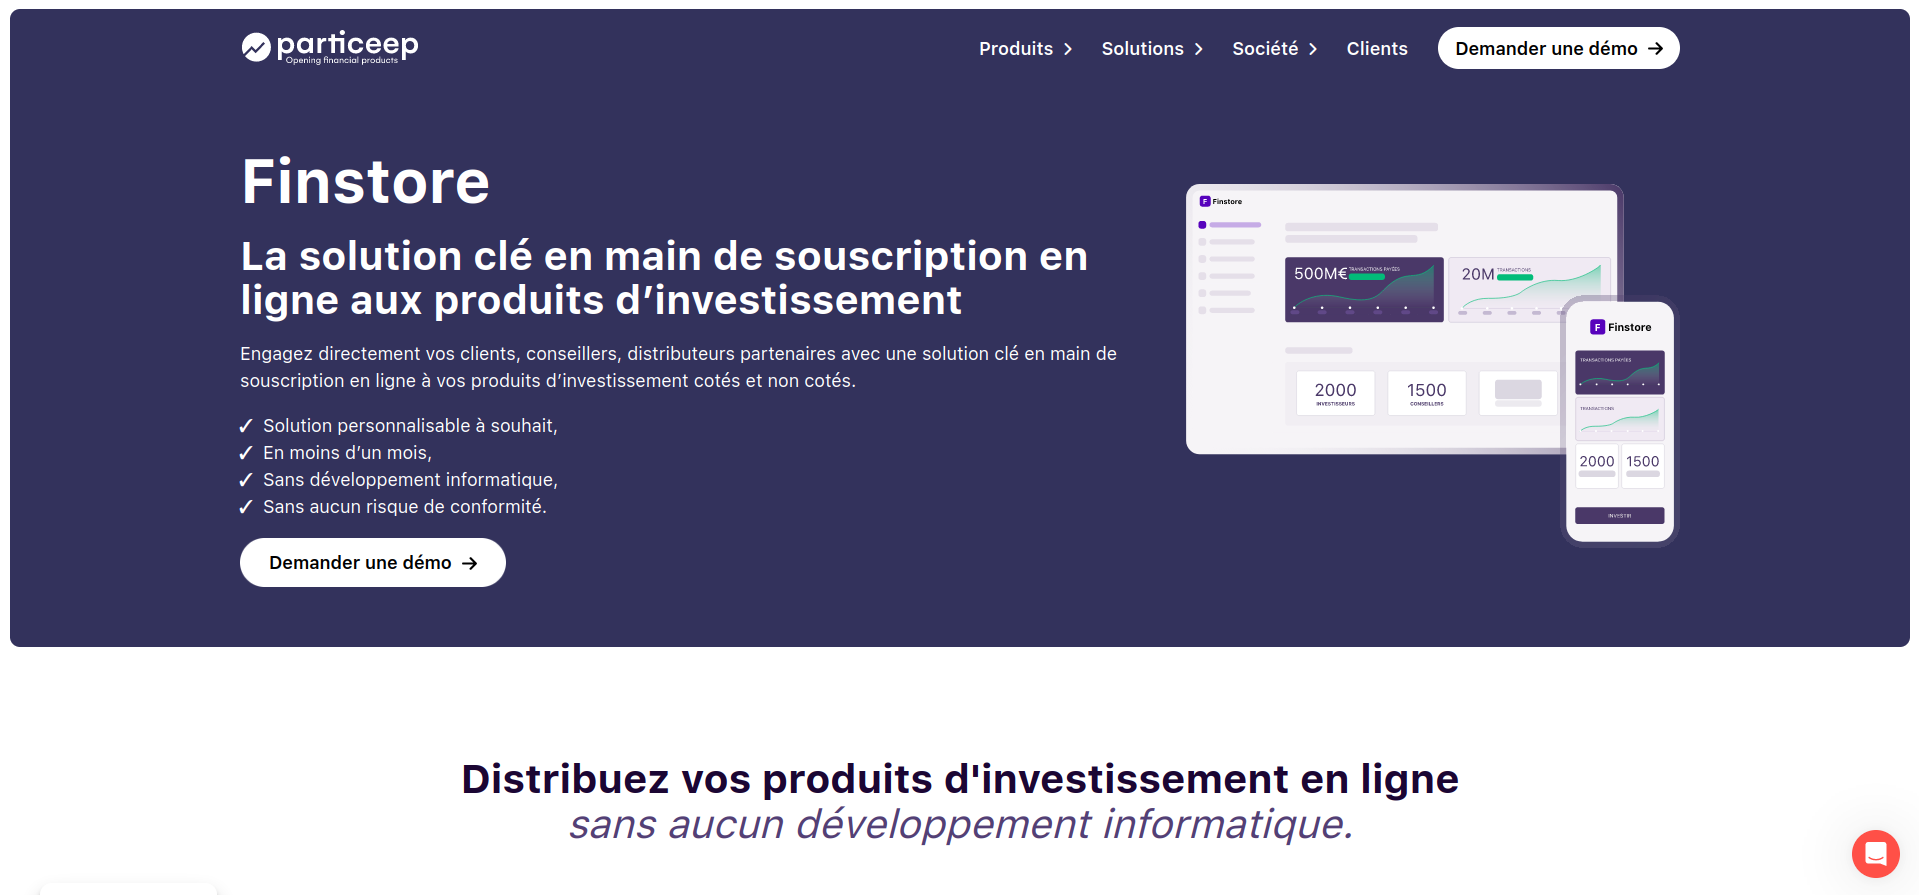 particeep
Opening financial products
Produits
Solutions
Société
Clients
Demander une démo
Finstore
La solution clé en main de souscription en
ligne aux produits d’investissement
Engagez directement vos clients, conseillers, distributeurs partenaires avec une solution clé en main de
souscription en ligne à vos produits d’investissement cotés et non cotés.
✓ Solution personnalisable à souhait,
✓ En moins d’un mois,
✓ Sans développement informatique,
✓ Sans aucun risque de conformité.
Demander une démo
F Finstore
500M€ TRANSACTIONS PAYÉES
20M TRANSACTIONS
2000
INVESTISSEURS
1500
CONSEILLERS
F Finstore
TRANSACTIONS PAYÉES
TRANSACTIONS
2000
1500
INVESTIR
Distribuez vos produits d'investissement en ligne
sans aucun développement informatique.